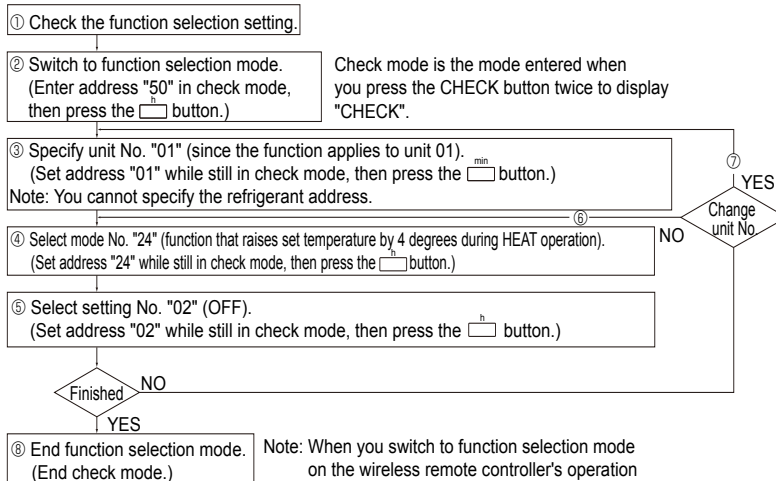 ① Check the function selection setting.
② Switch to function selection mode.
(Enter address "50" in check mode,
then press the h button.)
Check mode is the mode entered when
you press the CHECK button twice to display
"CHECK".
③ Specify unit No. "01" (since the function applies to unit 01).
(Set address "01" while still in check mode, then press the min button.)
Note: You cannot specify the refrigerant address.
⑦
YES
Change
unit No.
NO
⑥
④ Select mode No. "24" (function that raises set temperature by 4 degrees during HEAT operation).
(Set address "24" while still in check mode, then press the h button.)
⑤ Select setting No. "02" (OFF).
(Set address "02" while still in check mode, then press the h button.)
Finished
NO
YES
⑧ End function selection mode.
(End check mode.)
Note: When you switch to function selection mode
on the wireless remote controller's operation